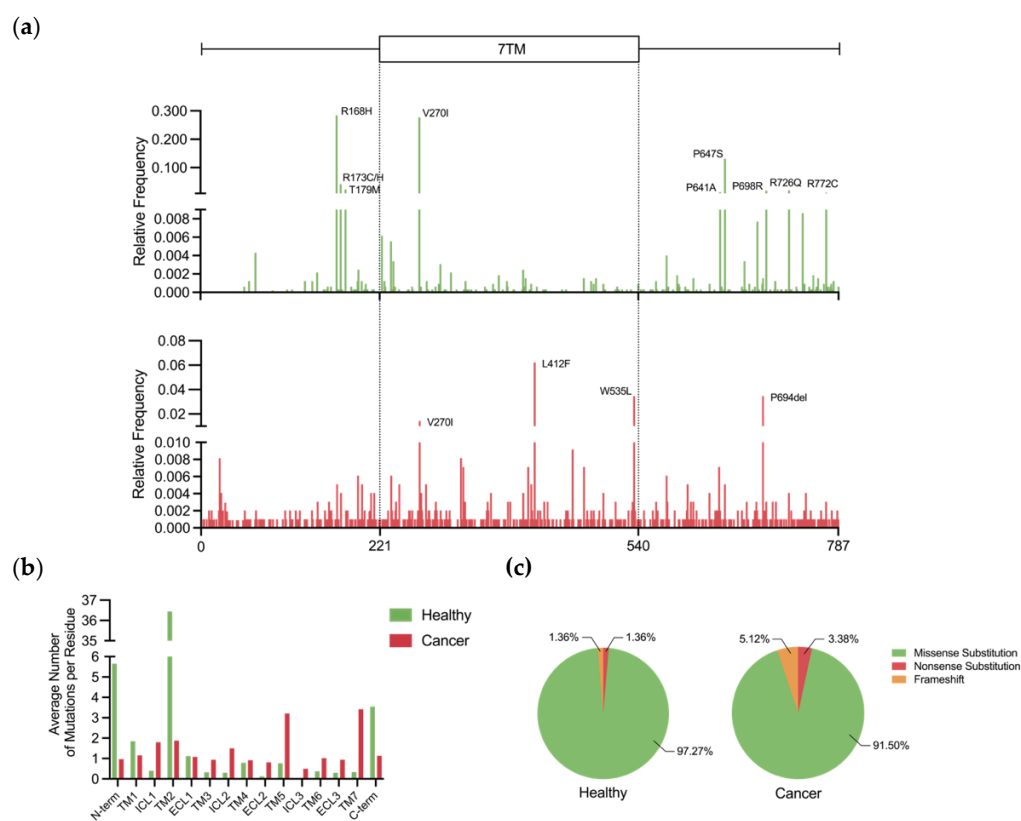 (a)
7TM
Relative Frequency
0.300
0.100
0.008
0.006
0.004
0.002
0.000
R168H
R173C/H
T179M
V270I
P647S
P641A
P698R
R726Q
R772C
Relative Frequency
0.08
0.06
0.04
0.02
0.010
0.008
0.006
0.004
0.002
0.000
V270I
L412F
W535L
P694del
0
221
540
787
(b)
Average Number
of Mutations per Residue
37
36
35
6
5
4
3
2
1
0
Healthy
Cancer
N-term
TM1
ICL1
TM2
ECL1
TM3
ICL2
TM4
ECL2
TM5
ICL3
TM6
ECL3
TM7
C-term
(c)
1.36%
1.36%
97.27%
Healthy
5.12%
3.38%
91.50%
Cancer
Missense Substitution
Nonsense Substitution
Frameshift